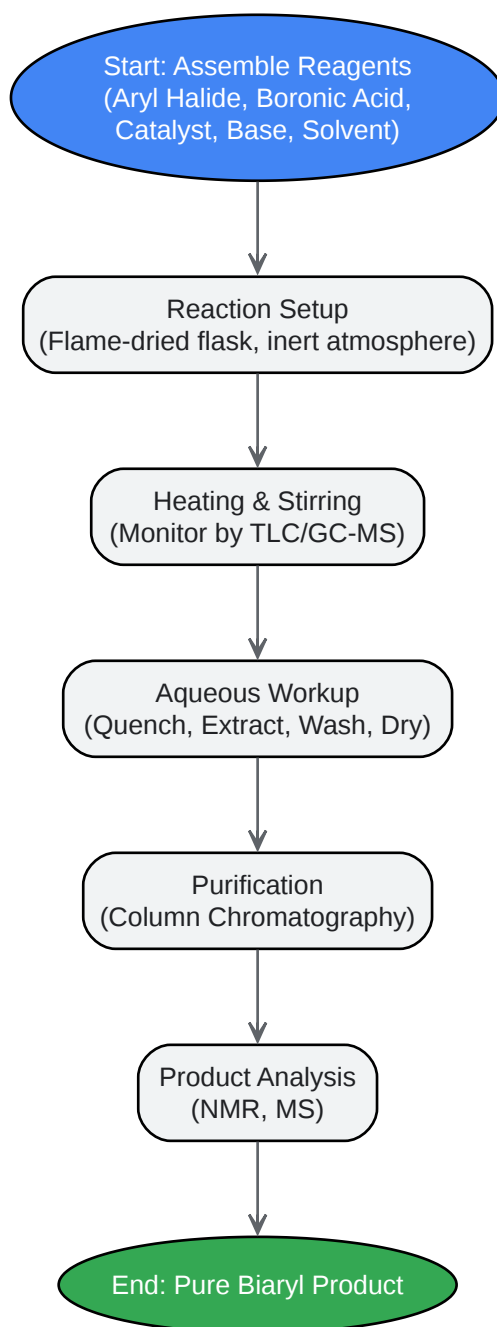 Start: Assemble Reagents
(Aryl Halide, Boronic Acid,
Catalyst, Base, Solvent)
Reaction Setup
(Flame-dried flask, inert atmosphere)
Heating & Stirring
(Monitor by TLC/GC-MS)
Aqueous Workup
(Quench, Extract, Wash, Dry)
Purification
(Column Chromatography)
Product Analysis
(NMR, MS)
End: Pure Biaryl Product